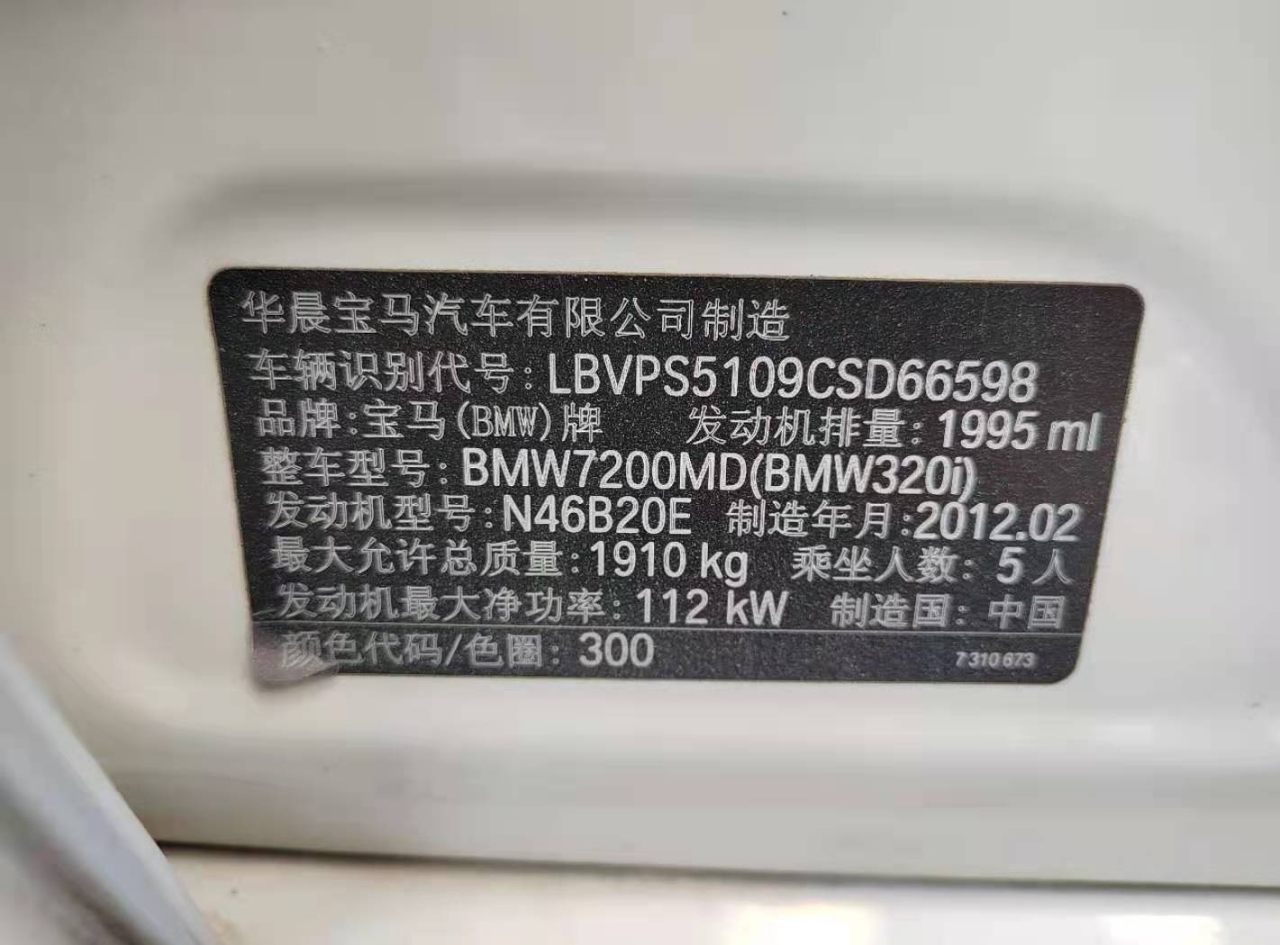 华晨宝马汽车有限公司制造
车辆识别代号: LBVPS5109CSD66598
品牌:宝马(BMW)牌 发动机排量: 1995 ml
整车型号: BMW7200MD(BMW320i)
发动机型号: N46B20E 制造年月:2012.02
最大允许总质量: 1910 kg 乘坐人数: 5 人
发动机最大净功率: 112 kW 制造国: 中国
颜色代码/色圈: 300 7 310 673